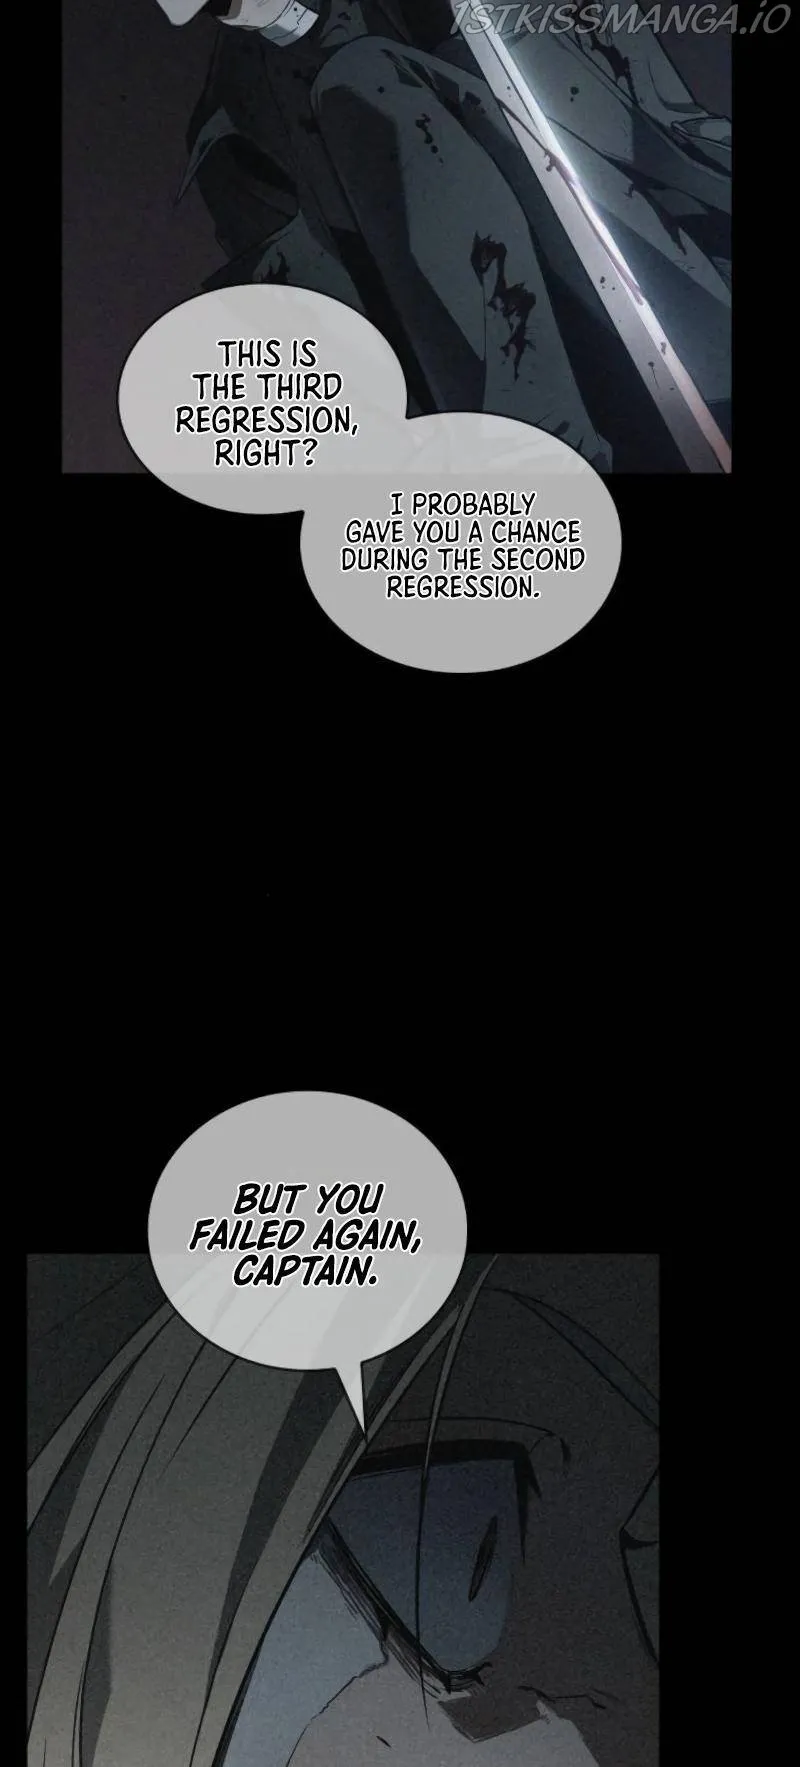 1STKISSMANGA.IO
THIS IS
THE THIRD
REGRESSION,
RIGHT?
I PROBABLY
GAVE YOU A CHANCE
DURING THE SECOND
REGRESSION.
BUT YOU
FAILED AGAIN,
CAPTAIN.